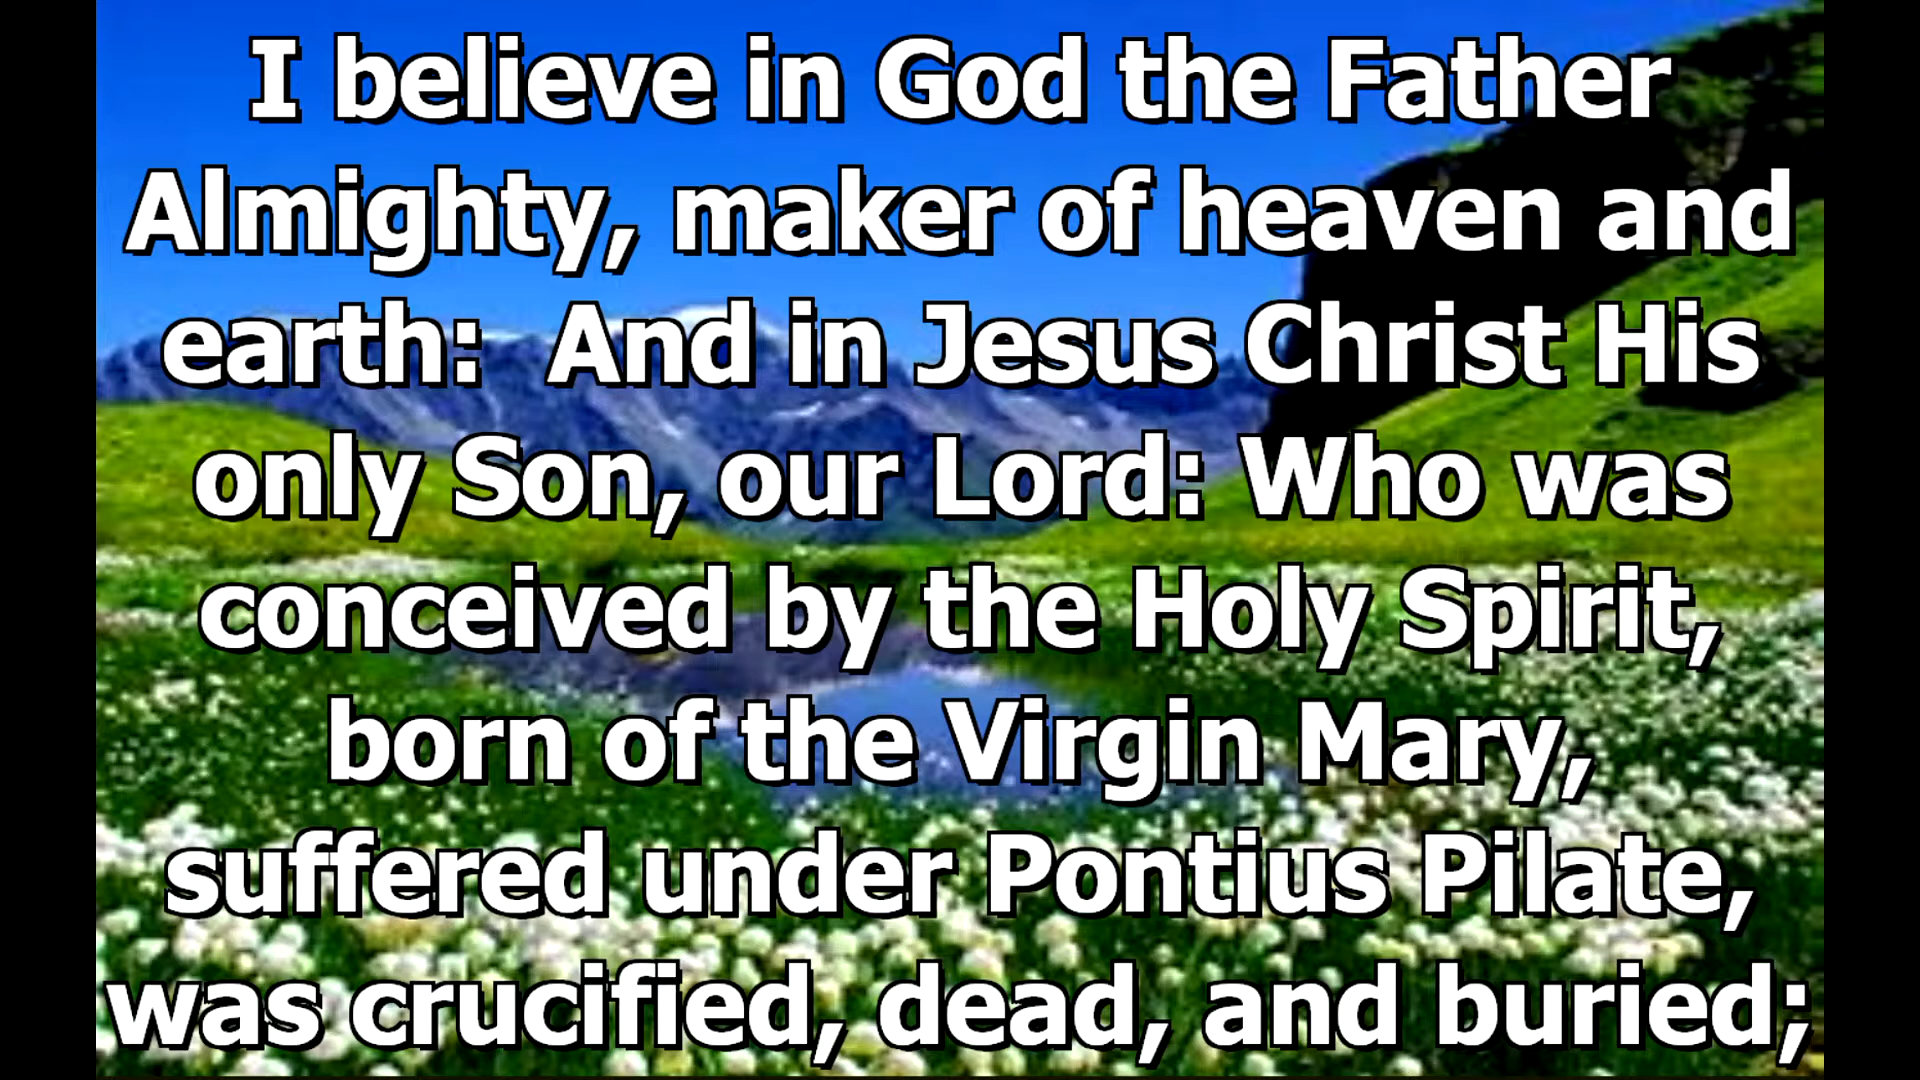 I believe in God the Father
Almighty, maker of heaven and
earth:  And in Jesus Christ His
only Son, our Lord: Who was
conceived by the Holy Spirit,
born of the Virgin Mary,
suffered under Pontius Pilate,
was crucified, dead, and buried;